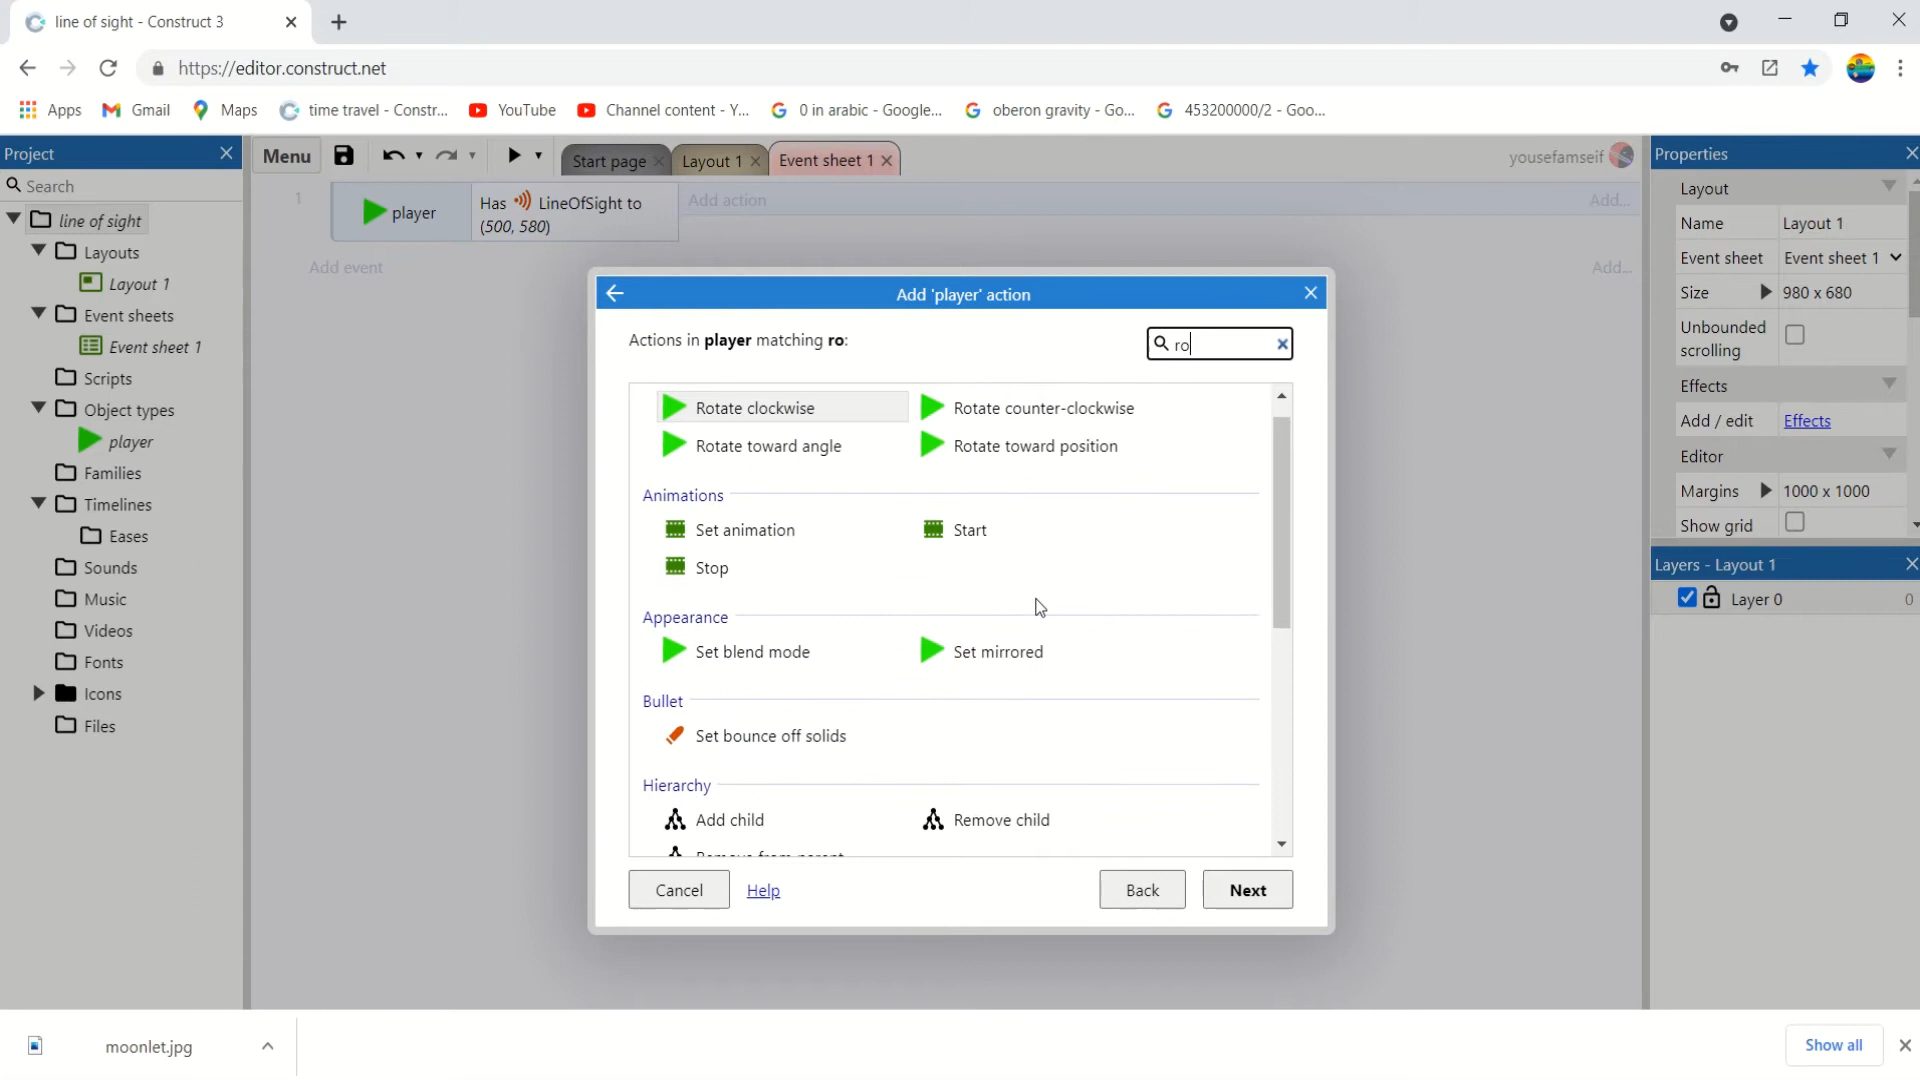 line of sight - Construct 3
https://editor.construct.net
Apps Gmail Maps time travel - Constr... YouTube Channel content - Y... 0 in arabic - Google... oberon gravity - Go... 453200000/2 - Goo...
Project
Menu
Start page
Layout 1
Event sheet 1
yousefamseif
Properties
Search
line of sight
Layouts
Layout 1
Event sheets
Event sheet 1
Scripts
Object types
player
Families
Timelines
Eases
Sounds
Music
Videos
Fonts
Icons
Files
1
player
Has LineOfSight to
(500, 580)
Add action
Add...
Add event
Add...
Add 'player' action
Actions in player matching ro:
ro
Rotate clockwise
Rotate counter-clockwise
Rotate toward angle
Rotate toward position
Animations
Set animation
Start
Stop
Appearance
Set blend mode
Set mirrored
Bullet
Set bounce off solids
Hierarchy
Add child
Remove child
Remove from parent
Cancel
Help
Back
Next
Layout
Name Layout 1
Event sheet Event sheet 1
Size 980 x 680
Unbounded
scrolling
Effects
Add / edit Effects
Editor
Margins 1000 x 1000
Show grid
Layers - Layout 1
Layer 0 0
moonlet.jpg
Show all